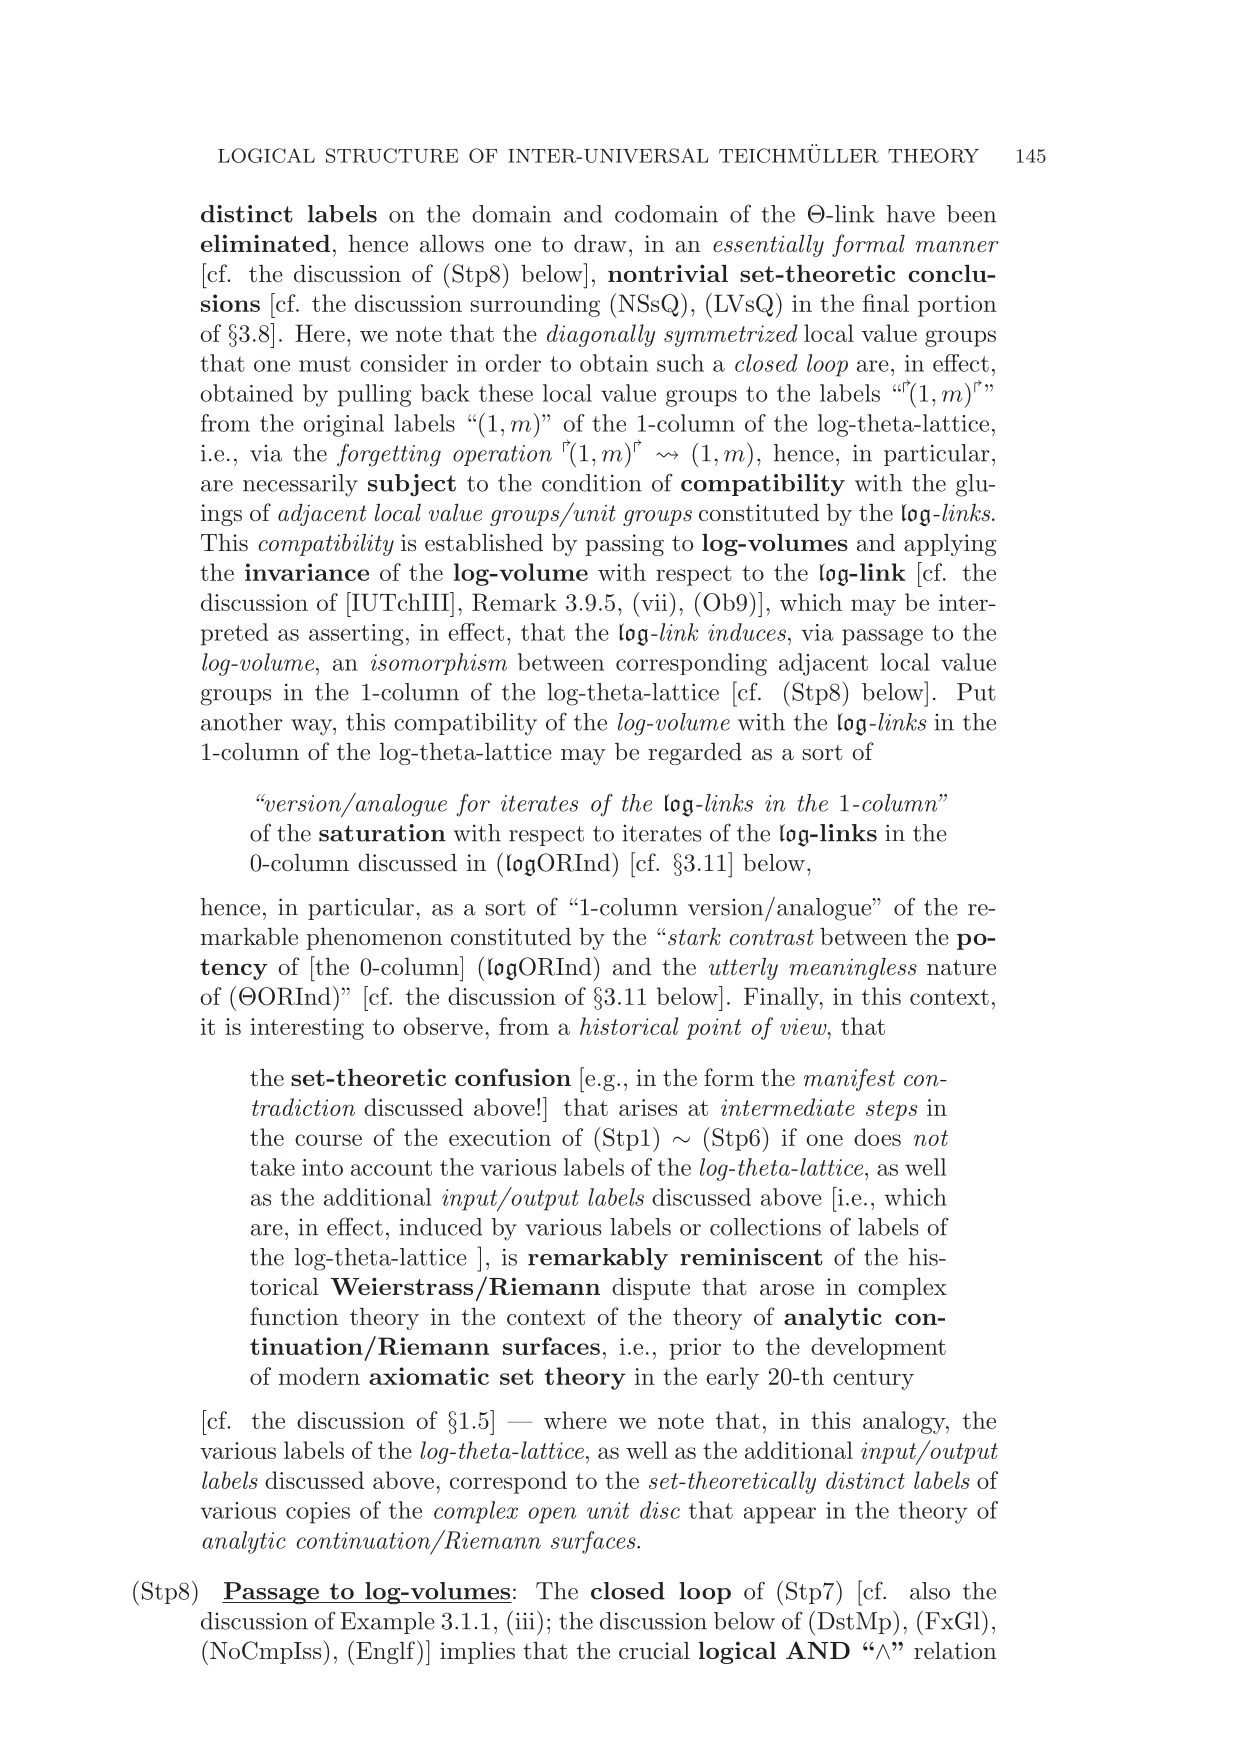 LOGICAL STRUCTURE OF INTER-UNIVERSAL TEICHMÜLLER THEORY 145
distinct labels on the domain and codomain of the Θ-link have been
eliminated, hence allows one to draw, in an essentially formal manner
[cf. the discussion of (Stp8) below], nontrivial set-theoretic conclu-
sions [cf. the discussion surrounding (NSsQ), (LVsQ) in the final portion
of §3.8]. Here, we note that the diagonally symmetrized local value groups
that one must consider in order to obtain such a closed loop are, in effect,
obtained by pulling back these local value groups to the labels “↱(1, m)↱”
from the original labels “(1, m)” of the 1-column of the log-theta-lattice,
i.e., via the forgetting operation ↱(1, m)↱ ⇝ (1, m), hence, in particular,
are necessarily subject to the condition of compatibility with the glu-
ings of adjacent local value groups/unit groups constituted by the 𝔩𝔬𝔤-links.
This compatibility is established by passing to log-volumes and applying
the invariance of the log-volume with respect to the 𝔩𝔬𝔤-link [cf. the
discussion of [IUTchIII], Remark 3.9.5, (vii), (Ob9)], which may be inter-
preted as asserting, in effect, that the 𝔩𝔬𝔤-link induces, via passage to the
log-volume, an isomorphism between corresponding adjacent local value
groups in the 1-column of the log-theta-lattice [cf. (Stp8) below]. Put
another way, this compatibility of the log-volume with the 𝔩𝔬𝔤-links in the
1-column of the log-theta-lattice may be regarded as a sort of
“version/analogue for iterates of the 𝔩𝔬𝔤-links in the 1-column”
of the saturation with respect to iterates of the 𝔩𝔬𝔤-links in the
0-column discussed in (𝔩𝔬𝔤ORInd) [cf. §3.11] below,
hence, in particular, as a sort of “1-column version/analogue” of the re-
markable phenomenon constituted by the “stark contrast between the po-
tency of [the 0-column] (𝔩𝔬𝔤ORInd) and the utterly meaningless nature
of (ΘORInd)” [cf. the discussion of §3.11 below]. Finally, in this context,
it is interesting to observe, from a historical point of view, that
the set-theoretic confusion [e.g., in the form the manifest con-
tradiction discussed above!] that arises at intermediate steps in
the course of the execution of (Stp1) ∼ (Stp6) if one does not
take into account the various labels of the log-theta-lattice, as well
as the additional input/output labels discussed above [i.e., which
are, in effect, induced by various labels or collections of labels of
the log-theta-lattice ], is remarkably reminiscent of the his-
torical Weierstrass/Riemann dispute that arose in complex
function theory in the context of the theory of analytic con-
tinuation/Riemann surfaces, i.e., prior to the development
of modern axiomatic set theory in the early 20-th century
[cf. the discussion of §1.5] — where we note that, in this analogy, the
various labels of the log-theta-lattice, as well as the additional input/output
labels discussed above, correspond to the set-theoretically distinct labels of
various copies of the complex open unit disc that appear in the theory of
analytic continuation/Riemann surfaces.
(Stp8) Passage to log-volumes: The closed loop of (Stp7) [cf. also the
discussion of Example 3.1.1, (iii); the discussion below of (DstMp), (FxGl),
(NoCmpIss), (Englf)] implies that the crucial logical AND “∧” relation